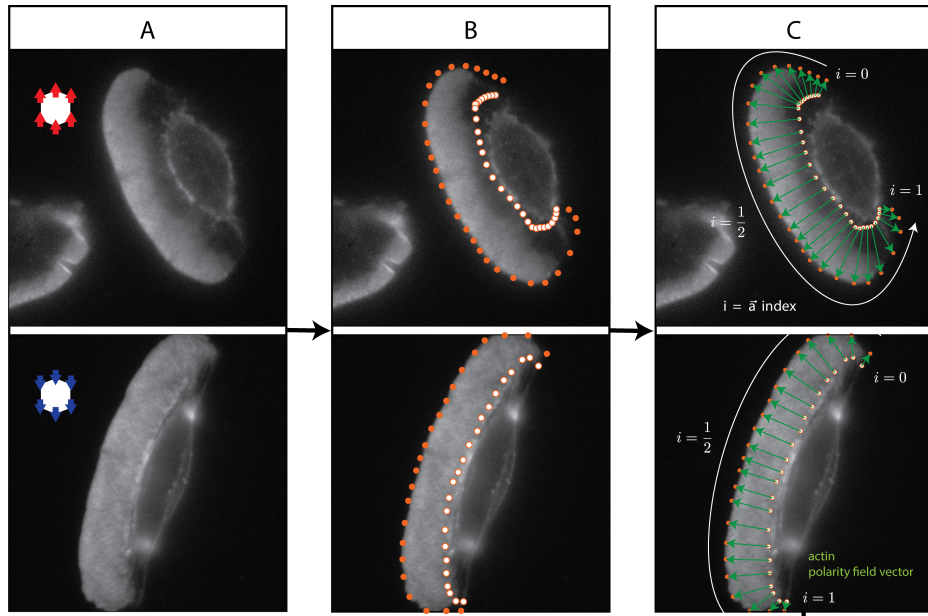 A
B
C
i = 0
i = 1
i = 1/2
i = a⃗ index
i = 0
i = 1/2
actin
polarity field vector
i = 1